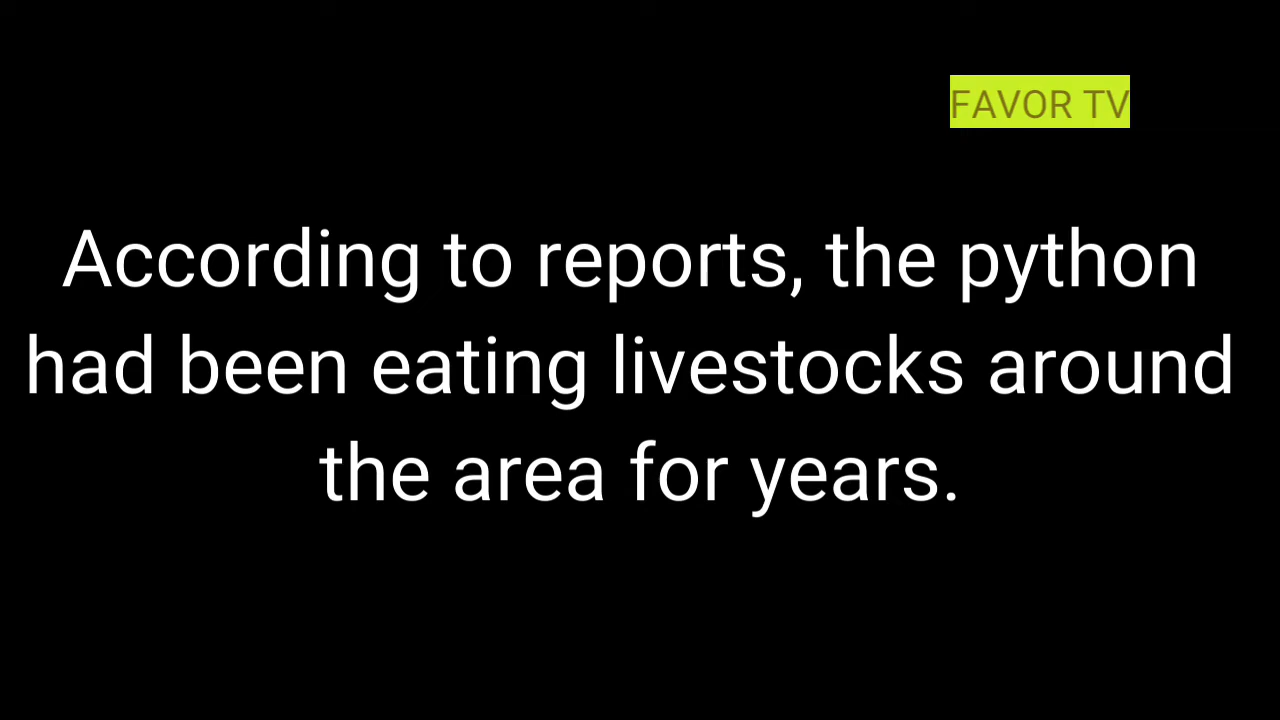 FAVOR TV
According to reports, the python
had been eating livestocks around
the area for years.